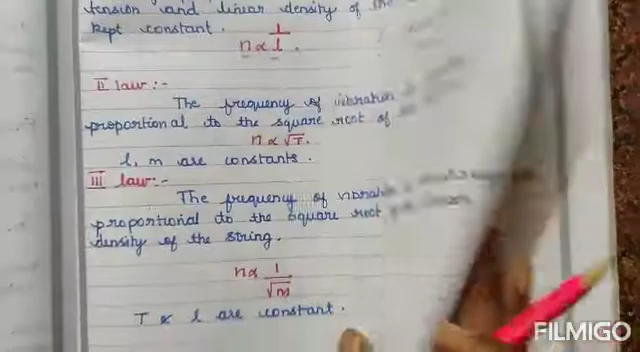 tension and linear density of the
kept constant.
n ∝ 1/l .
II law:-
The frequency of vibration
proportional to the square root of
n ∝ √T.
l, m are constants.
III law:-
The frequency of
proportional to the square root
density of the string.
n ∝ 1/√m
T & l are constant.
FILMIGO